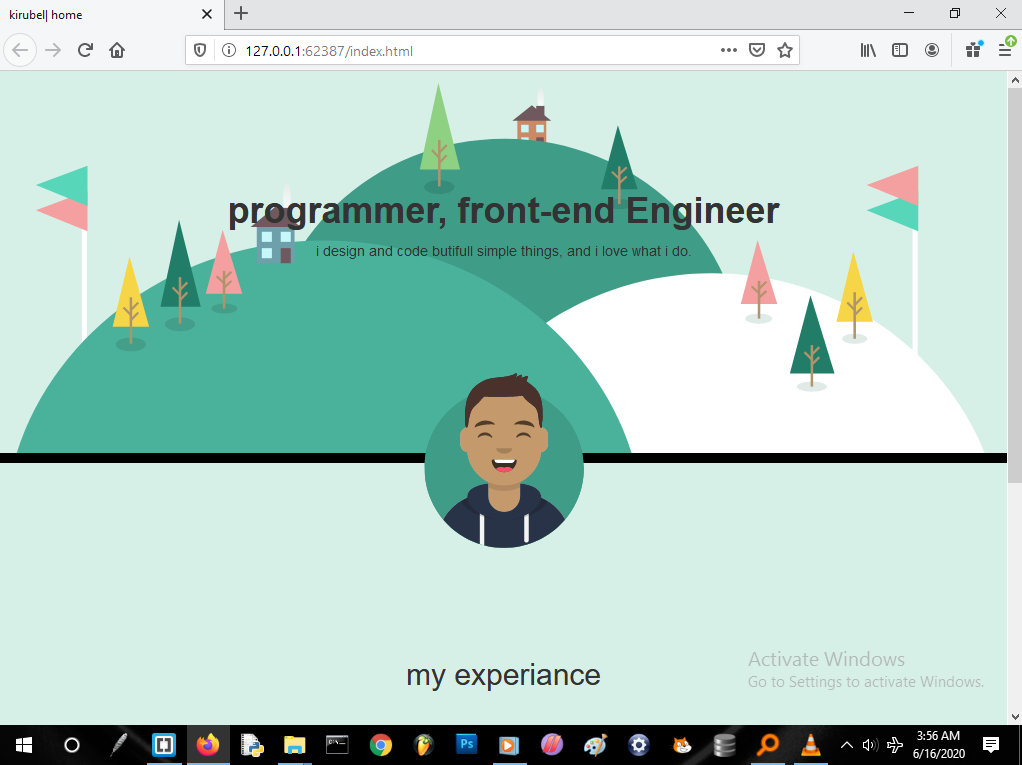 kirubel| home
127.0.0.1:62387/index.html
programmer, front-end Engineer
i design and code butifull simple things, and i love what i do.
my experiance
Activate Windows
Go to Settings to activate Windows.
Ps
3:56 AM
6/16/2020